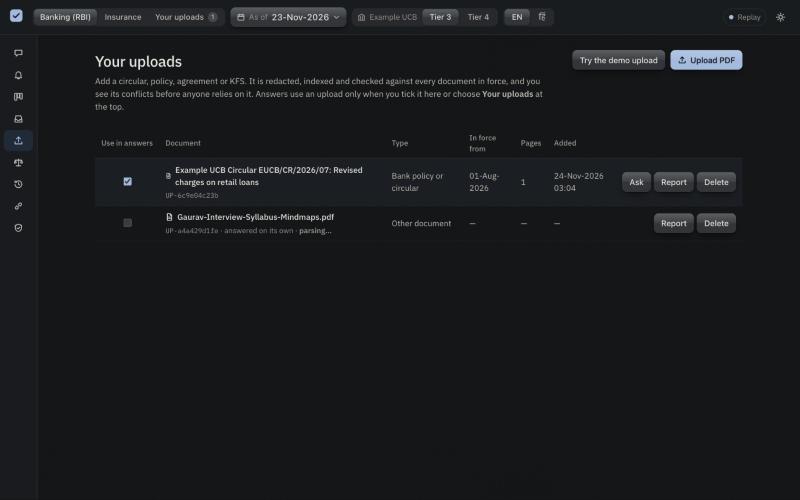 Banking (RBI) Insurance Your uploads 1 As of 23-Nov-2026 Example UCB Tier 3 Tier 4 EN हि Replay
Your uploads
Try the demo upload Upload PDF
Add a circular, policy, agreement or KFS. It is redacted, indexed and checked against every document in force, and you
see its conflicts before anyone relies on it. Answers use an upload only when you tick it here or choose Your uploads at
the top.
Use in answers Document Type In force from Pages Added
Example UCB Circular EUCB/CR/2026/07: Revised
charges on retail loans
UP-6c9e04c23b
Bank policy or
circular
01-Aug-
2026
1
24-Nov-2026
03:04
Ask Report Delete
Gaurav-Interview-Syllabus-Mindmaps.pdf
UP-a4a429d1fe · answered on its own · parsing…
Other document — — — Report Delete